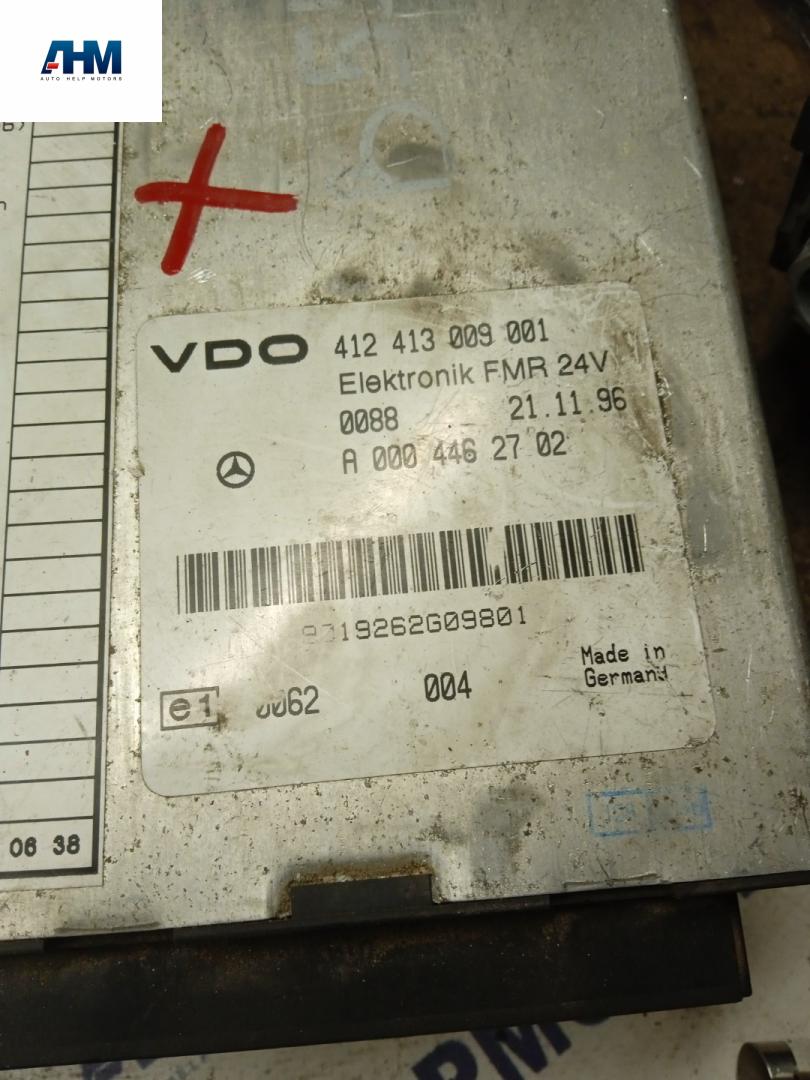 AHM
AUTO HELP MOTORS
VDO 412 413 009 001
Elektronik FMR 24V
0088 21.11.96
A 000 446 27 02
19262G09801
e1 0062 004
Made in
Germany
06 38